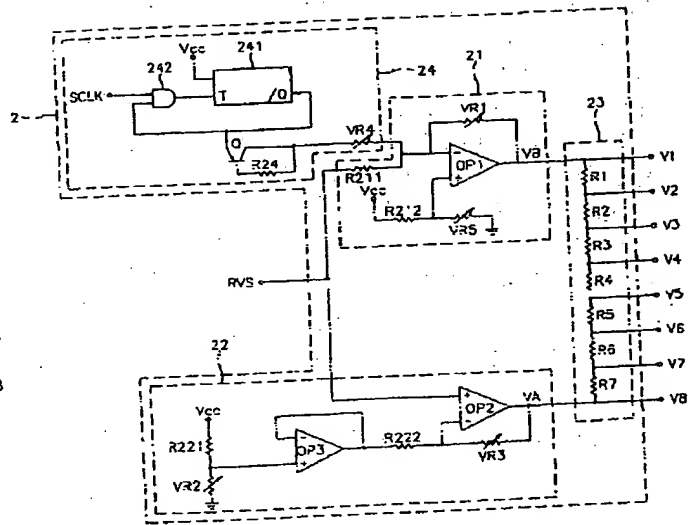 241
Vcc
242
24
21
SCLK
T
/Q
2
Q
VR4
VR1
23
R24
R211
OP1
VB
V1
R1
Vcc
V2
R2
R212
VR5
V3
R3
V4
RVS
R4
V5
R5
V6
22
R6
V7
Vcc
OP2
VA
R7
V8
R221
OP3
R222
VR3
VR2